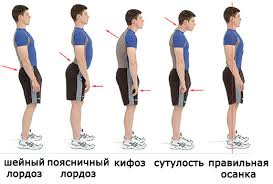 шейный лордоз
поясничный лордоз
кифоз
сутулость
правильная осанка